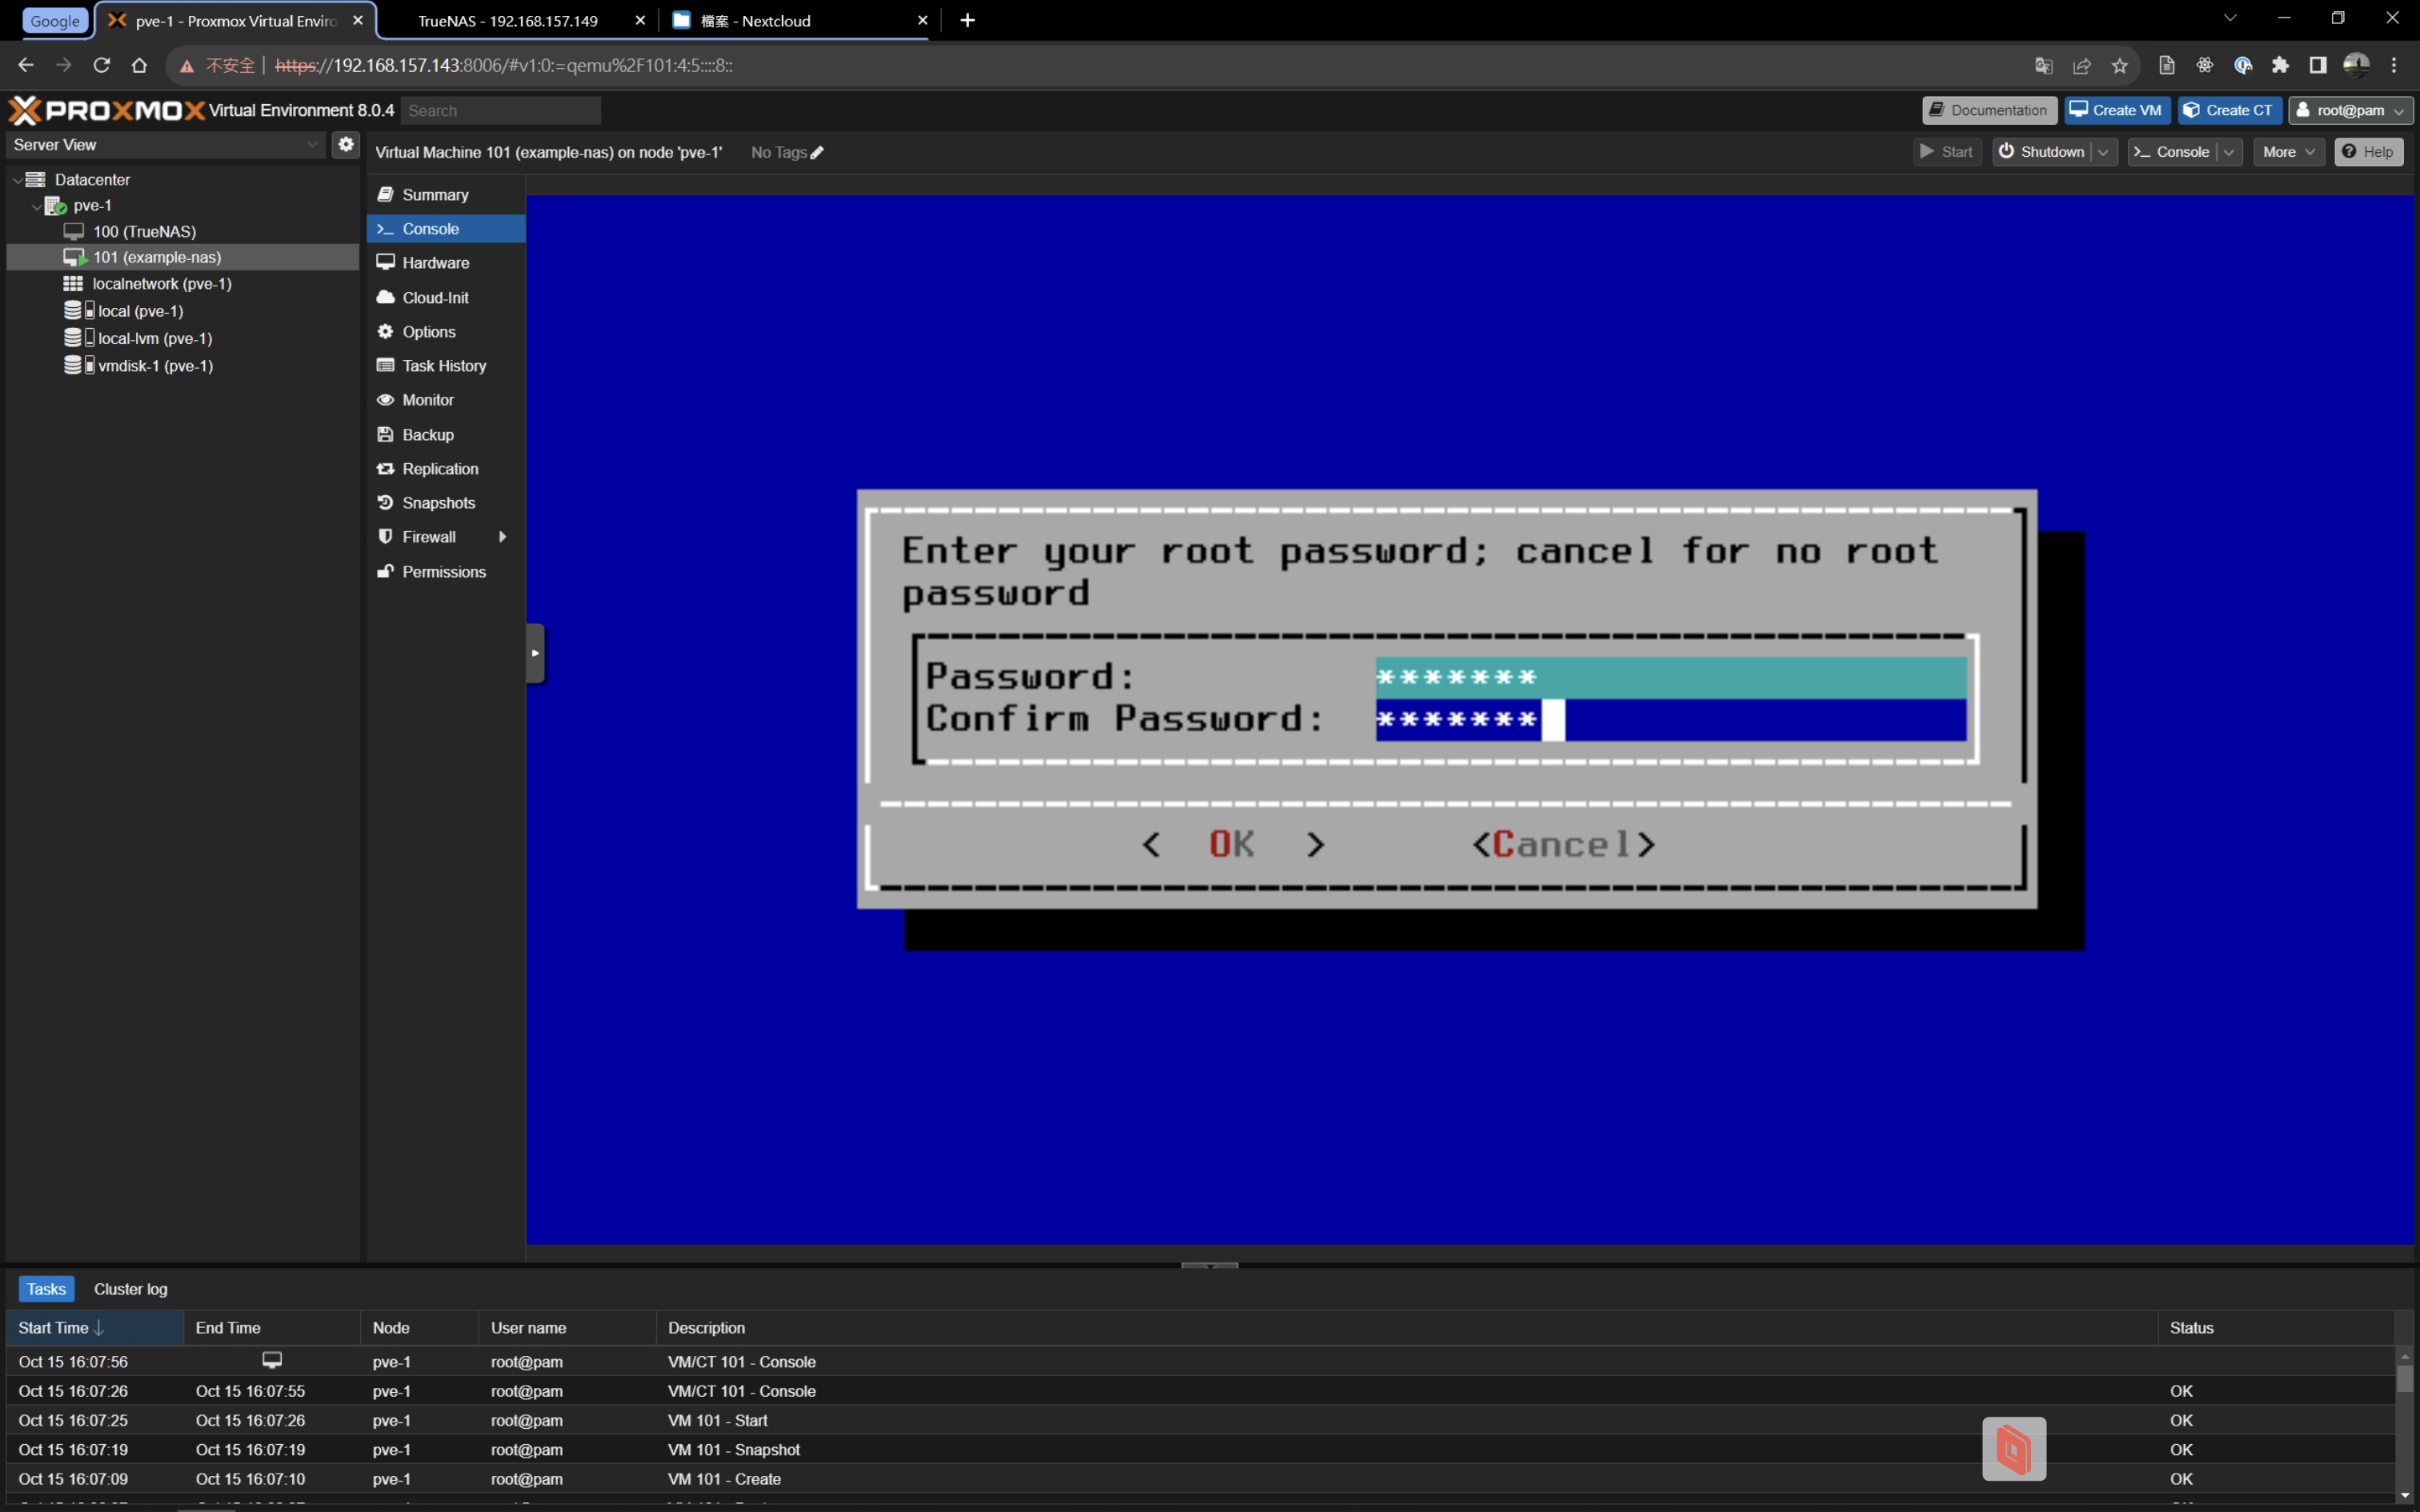 Google
pve-1 - Proxmox Virtual Enviro
TrueNAS - 192.168.157.149
檔案 - Nextcloud
不安全
https://192.168.157.143:8006/#v1:0:=qemu%2F101:4:5::::8::
PROXMOX Virtual Environment 8.0.4
Search
Documentation
Create VM
Create CT
root@pam
Server View
Virtual Machine 101 (example-nas) on node 'pve-1'
No Tags
Start
Shutdown
Console
More
Help
Datacenter
pve-1
100 (TrueNAS)
101 (example-nas)
localnetwork (pve-1)
local (pve-1)
local-lvm (pve-1)
vmdisk-1 (pve-1)
Summary
Console
Hardware
Cloud-Init
Options
Task History
Monitor
Backup
Replication
Snapshots
Firewall
Permissions
Enter your root password; cancel for no root
password
Password: *******
Confirm Password: *******
< OK > <Cancel>
Tasks
Cluster log
Start Time End Time Node User name Description Status
Oct 15 16:07:56 pve-1 root@pam VM/CT 101 - Console
Oct 15 16:07:26 Oct 15 16:07:55 pve-1 root@pam VM/CT 101 - Console OK
Oct 15 16:07:25 Oct 15 16:07:26 pve-1 root@pam VM 101 - Start OK
Oct 15 16:07:19 Oct 15 16:07:19 pve-1 root@pam VM 101 - Snapshot OK
Oct 15 16:07:09 Oct 15 16:07:10 pve-1 root@pam VM 101 - Create OK